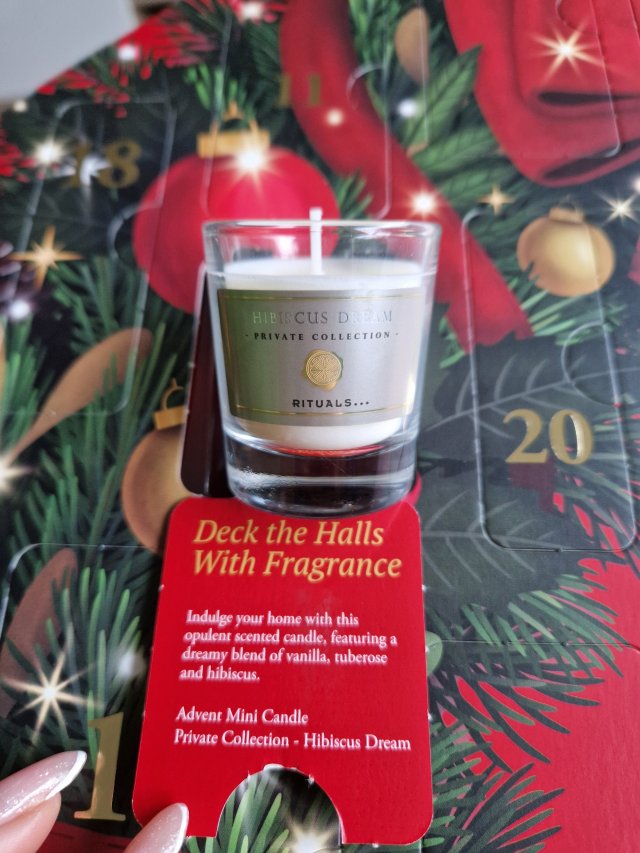 11
18
HIBISCUS DREAM
- PRIVATE COLLECTION -
RITUALS...
20
Deck the Halls
With Fragrance
Indulge your home with this
opulent scented candle, featuring a
dreamy blend of vanilla, tuberose
and hibiscus.
Advent Mini Candle
Private Collection - Hibiscus Dream
1